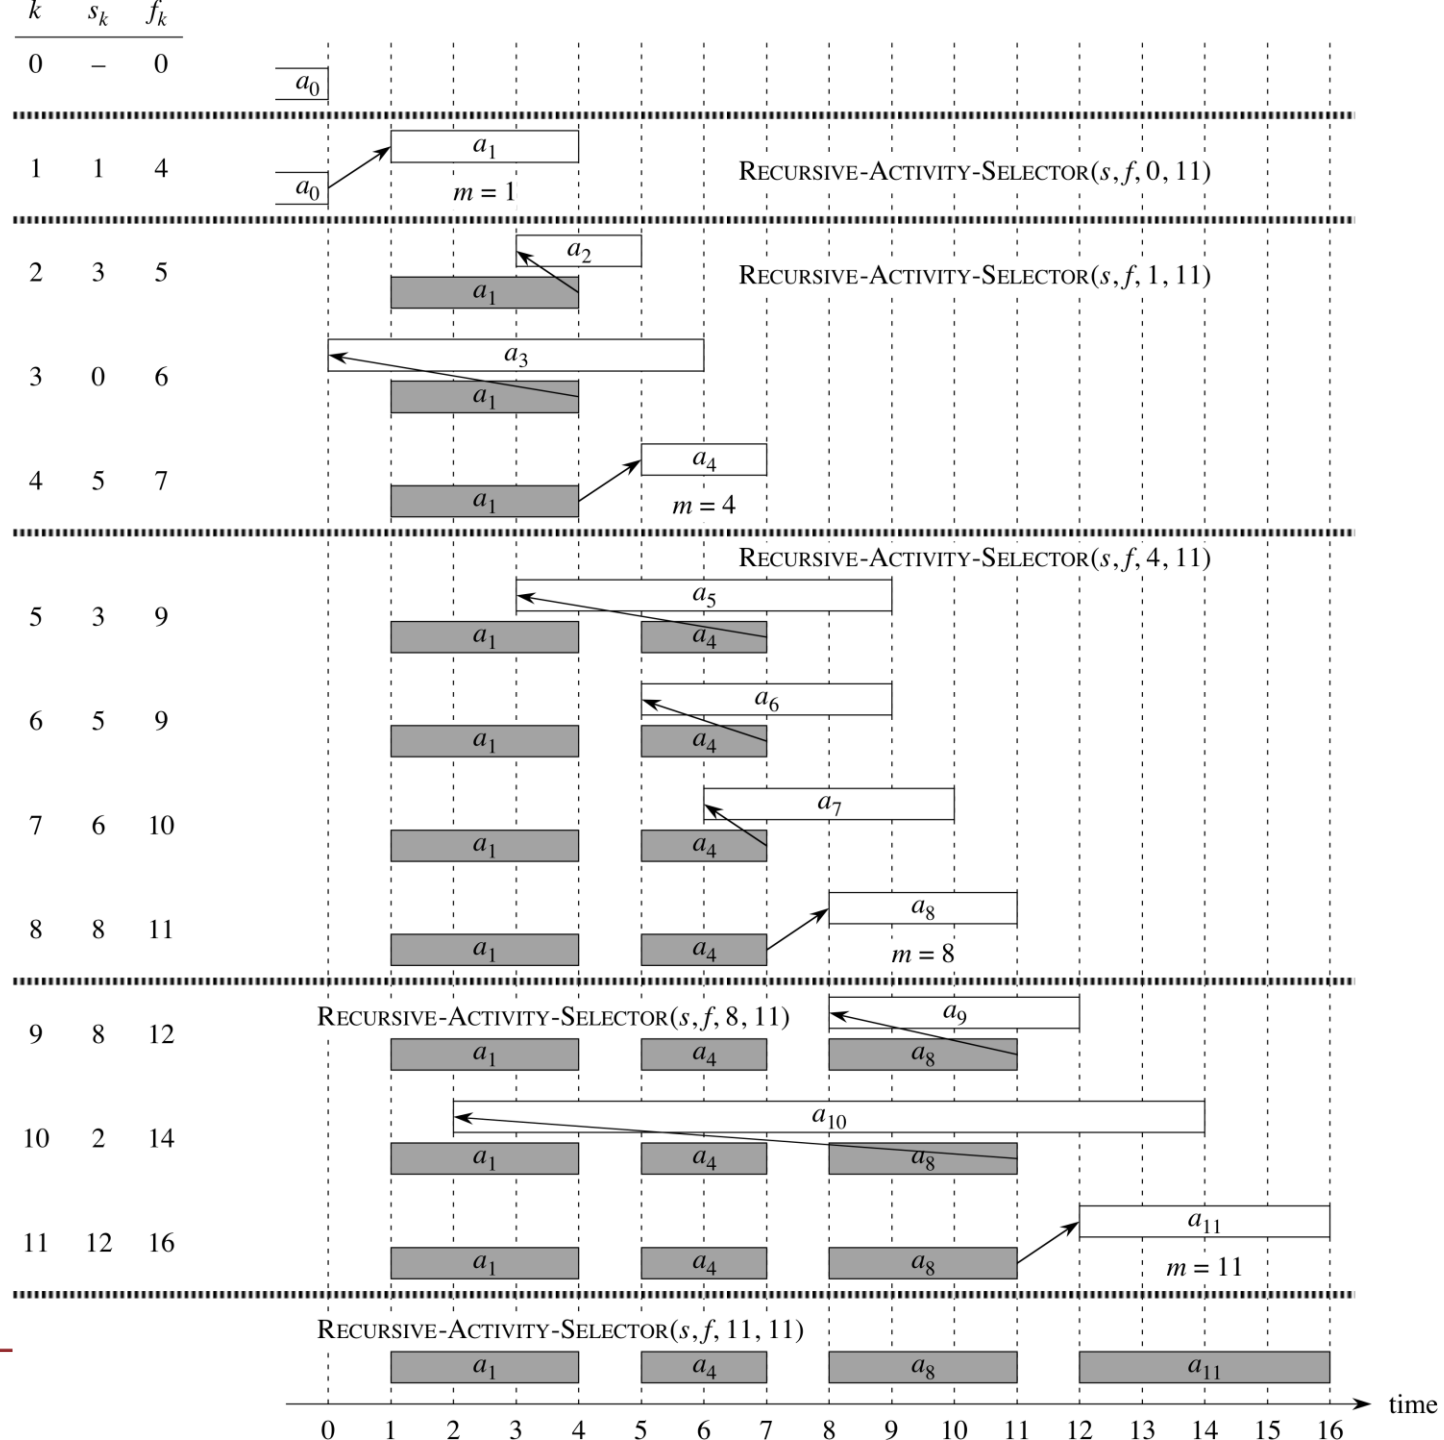 k s_k f_k
0 – 0
a_0
1 1 4
a_1
a_0
m = 1
RECURSIVE-ACTIVITY-SELECTOR(s, f, 0, 11)
2 3 5
a_2
a_1
RECURSIVE-ACTIVITY-SELECTOR(s, f, 1, 11)
3 0 6
a_3
a_1
4 5 7
a_4
a_1
m = 4
RECURSIVE-ACTIVITY-SELECTOR(s, f, 4, 11)
5 3 9
a_5
a_1 a_4
6 5 9
a_6
a_1 a_4
7 6 10
a_7
a_1 a_4
8 8 11
a_8
a_1 a_4
m = 8
RECURSIVE-ACTIVITY-SELECTOR(s, f, 8, 11)
9 8 12
a_9
a_1 a_4 a_8
10 2 14
a_10
a_1 a_4 a_8
11 12 16
a_11
a_1 a_4 a_8
m = 11
RECURSIVE-ACTIVITY-SELECTOR(s, f, 11, 11)
a_1 a_4 a_8 a_11
time
0 1 2 3 4 5 6 7 8 9 10 11 12 13 14 15 16